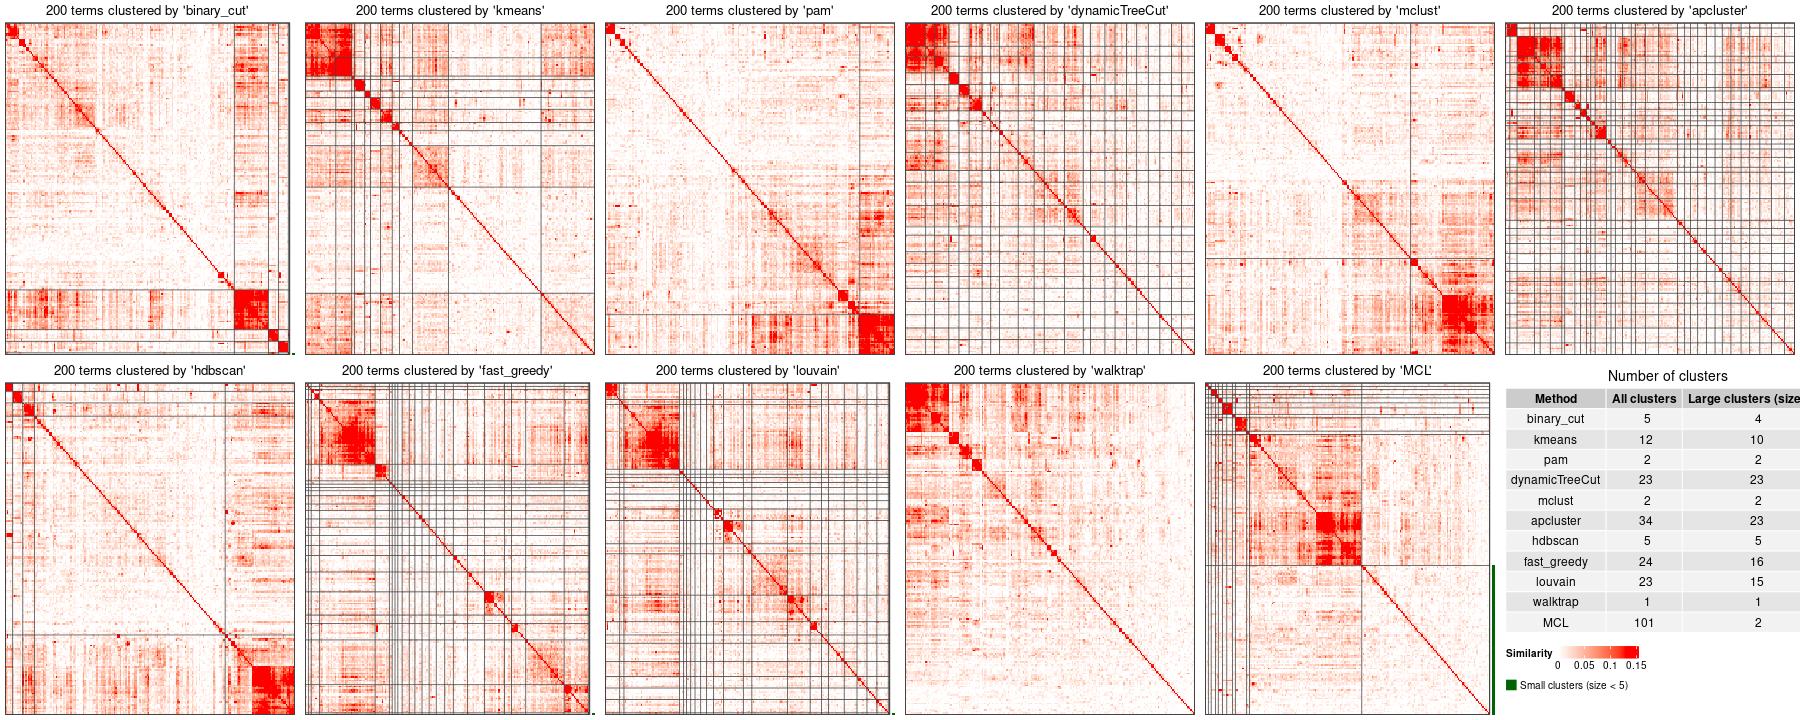 200 terms clustered by 'binary_cut'
200 terms clustered by 'kmeans'
200 terms clustered by 'pam'
200 terms clustered by 'dynamicTreeCut'
200 terms clustered by 'mclust'
200 terms clustered by 'apcluster'
200 terms clustered by 'hdbscan'
200 terms clustered by 'fast_greedy'
200 terms clustered by 'louvain'
200 terms clustered by 'walktrap'
200 terms clustered by 'MCL'
Number of clusters
Method All clusters Large clusters (size
binary_cut 5 4
kmeans 12 10
pam 2 2
dynamicTreeCut 23 23
mclust 2 2
apcluster 34 23
hdbscan 5 5
fast_greedy 24 16
louvain 23 15
walktrap 1 1
MCL 101 2
Similarity
0 0.05 0.1 0.15
Small clusters (size < 5)